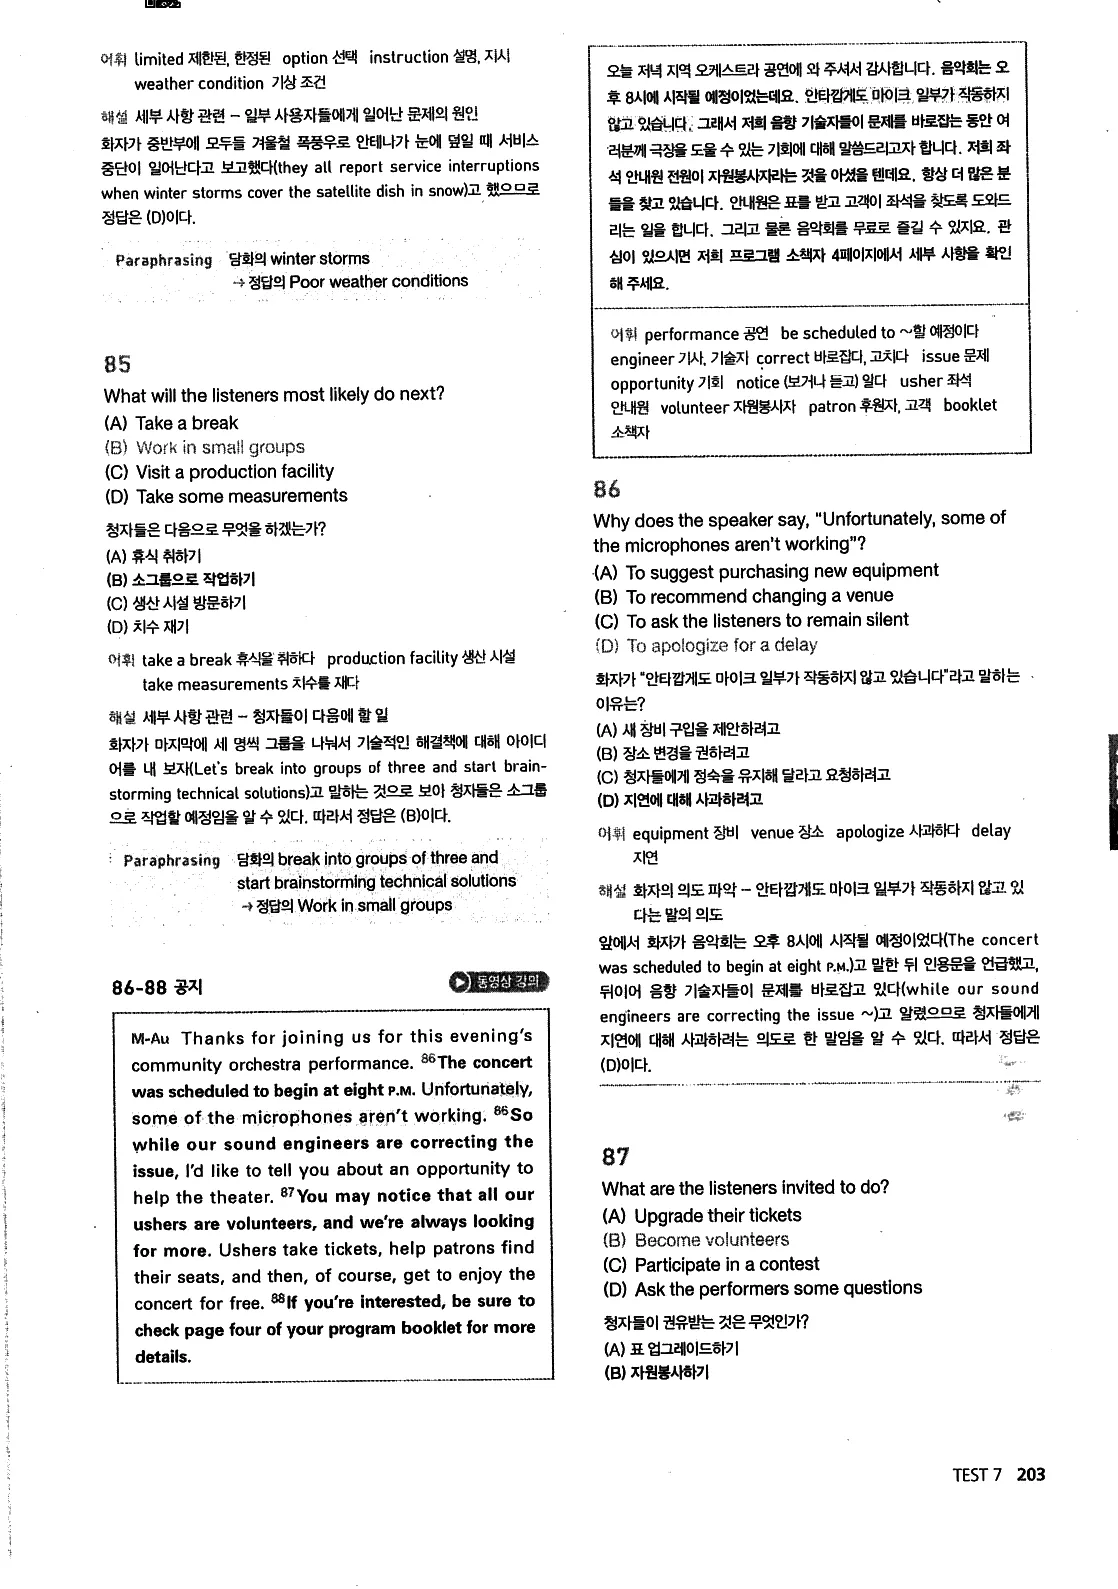 어휘 limited 제한된, 한정된 option 선택 instruction 설명, 지시
weather condition 기상 조건
해설 세부 사항 관련 – 일부 사용자들에게 일어난 문제의 원인
화자가 중반부에 모두들 겨울철 폭풍우로 안테나가 눈에 덮일 때 서비스
중단이 일어난다고 보고했다(they all report service interruptions
when winter storms cover the satellite dish in snow)고 했으므로
정답은 (D)이다.
Paraphrasing 담화의 winter storms
→ 정답의 Poor weather conditions
85
What will the listeners most likely do next?
(A) Take a break
(B) Work in small groups
(C) Visit a production facility
(D) Take some measurements
청자들은 다음으로 무엇을 하겠는가?
(A) 휴식 취하기
(B) 소그룹으로 작업하기
(C) 생산 시설 방문하기
(D) 치수 재기
어휘 take a break 휴식을 취하다 production facility 생산 시설
take measurements 치수를 재다
해설 세부 사항 관련 – 청자들이 다음에 할 일
화자가 마지막에 세 명씩 그룹을 나눠서 기술적인 해결책에 대해 아이디
어를 내 보자(Let's break into groups of three and start brain-
storming technical solutions)고 말하는 것으로 보아 청자들은 소그룹
으로 작업할 예정임을 알 수 있다. 따라서 정답은 (B)이다.
Paraphrasing 담화의 break into groups of three and
start brainstorming technical solutions
→ 정답의 Work in small groups
86-88 공지
동영상 강의
M-Au Thanks for joining us for this evening's
community orchestra performance. 86The concert
was scheduled to begin at eight P.M. Unfortunately,
some of the microphones aren't working. 86So
while our sound engineers are correcting the
issue, I'd like to tell you about an opportunity to
help the theater. 87You may notice that all our
ushers are volunteers, and we're always looking
for more. Ushers take tickets, help patrons find
their seats, and then, of course, get to enjoy the
concert for free. 88If you're interested, be sure to
check page four of your program booklet for more
details.
오늘 저녁 지역 오케스트라 공연에 와 주셔서 감사합니다. 음악회는 오
후 8시에 시작될 예정이었는데요. 안타깝게도 마이크 일부가 작동하지
않고 있습니다. 그래서 저희 음향 기술자들이 문제를 바로잡는 동안 여
러분께 극장을 도울 수 있는 기회에 대해 말씀드리고자 합니다. 저희 좌
석 안내원 전원이 자원봉사자라는 것을 아셨을 텐데요. 항상 더 많은 분
들을 찾고 있습니다. 안내원은 표를 받고 고객이 좌석을 찾도록 도와드
리는 일을 합니다. 그리고 물론 음악회를 무료로 즐길 수 있지요. 관
심이 있으시면 저희 프로그램 소책자 4페이지에서 세부 사항을 확인
해 주세요.
어휘 performance 공연 be scheduled to ~할 예정이다
engineer 기사, 기술자 correct 바로잡다, 고치다 issue 문제
opportunity 기회 notice (보거나 듣고) 알다 usher 좌석
안내원 volunteer 자원봉사자 patron 후원자, 고객 booklet
소책자
86
Why does the speaker say, "Unfortunately, some of
the microphones aren't working"?
(A) To suggest purchasing new equipment
(B) To recommend changing a venue
(C) To ask the listeners to remain silent
(D) To apologize for a delay
화자가 "안타깝게도 마이크 일부가 작동하지 않고 있습니다"라고 말하는
이유는?
(A) 새 장비 구입을 제안하려고
(B) 장소 변경을 권하려고
(C) 청자들에게 정숙을 유지해 달라고 요청하려고
(D) 지연에 대해 사과하려고
어휘 equipment 장비 venue 장소 apologize 사과하다 delay
지연
해설 화자의 의도 파악 – 안타깝게도 마이크 일부가 작동하지 않고 있
다는 말의 의도
앞에서 화자가 음악회는 오후 8시에 시작될 예정이었다(The concert
was scheduled to begin at eight P.M.)고 말한 뒤 인용문을 언급했고,
뒤이어 음향 기술자들이 문제를 바로잡고 있다(while our sound
engineers are correcting the issue ~)고 알렸으므로 청자들에게
지연에 대해 사과하려는 의도로 한 말임을 알 수 있다. 따라서 정답은
(D)이다.
87
What are the listeners invited to do?
(A) Upgrade their tickets
(B) Become volunteers
(C) Participate in a contest
(D) Ask the performers some questions
청자들이 권유받는 것은 무엇인가?
(A) 표 업그레이드하기
(B) 자원봉사하기
TEST 7 203